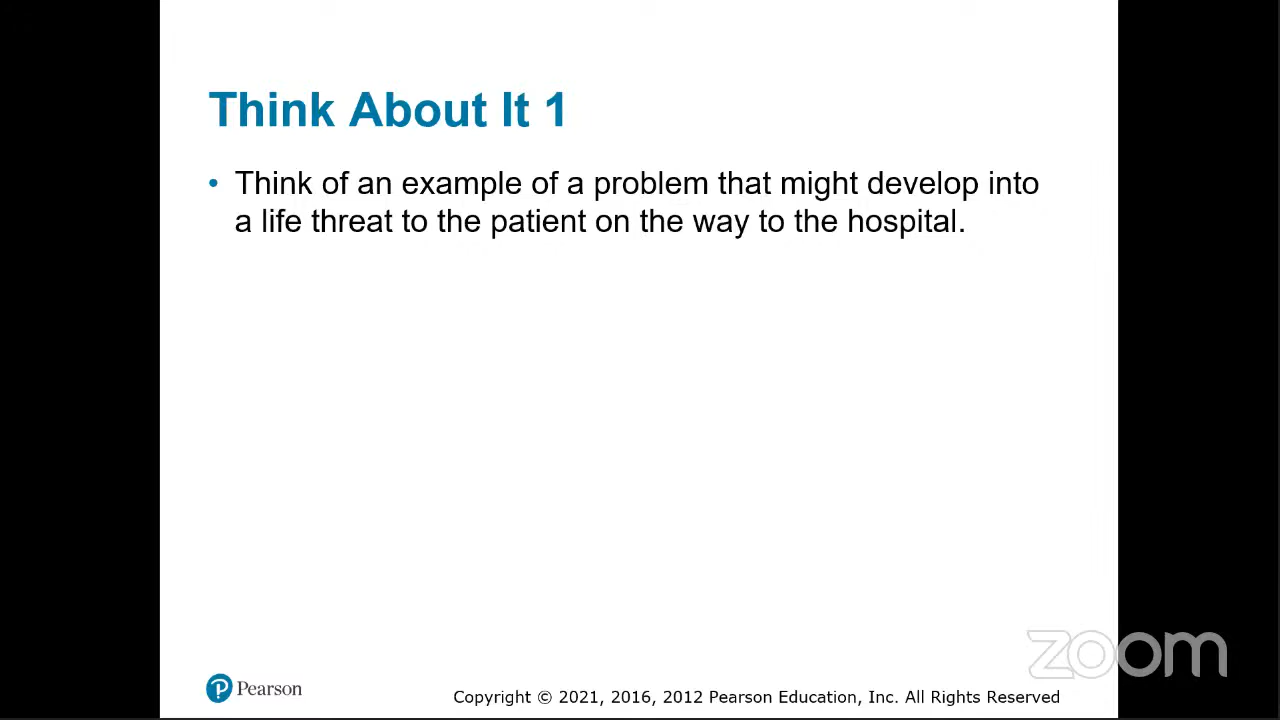 Think About It 1
• Think of an example of a problem that might develop into
a life threat to the patient on the way to the hospital.
Pearson
Copyright © 2021, 2016, 2012 Pearson Education, Inc. All Rights Reserved
zoom